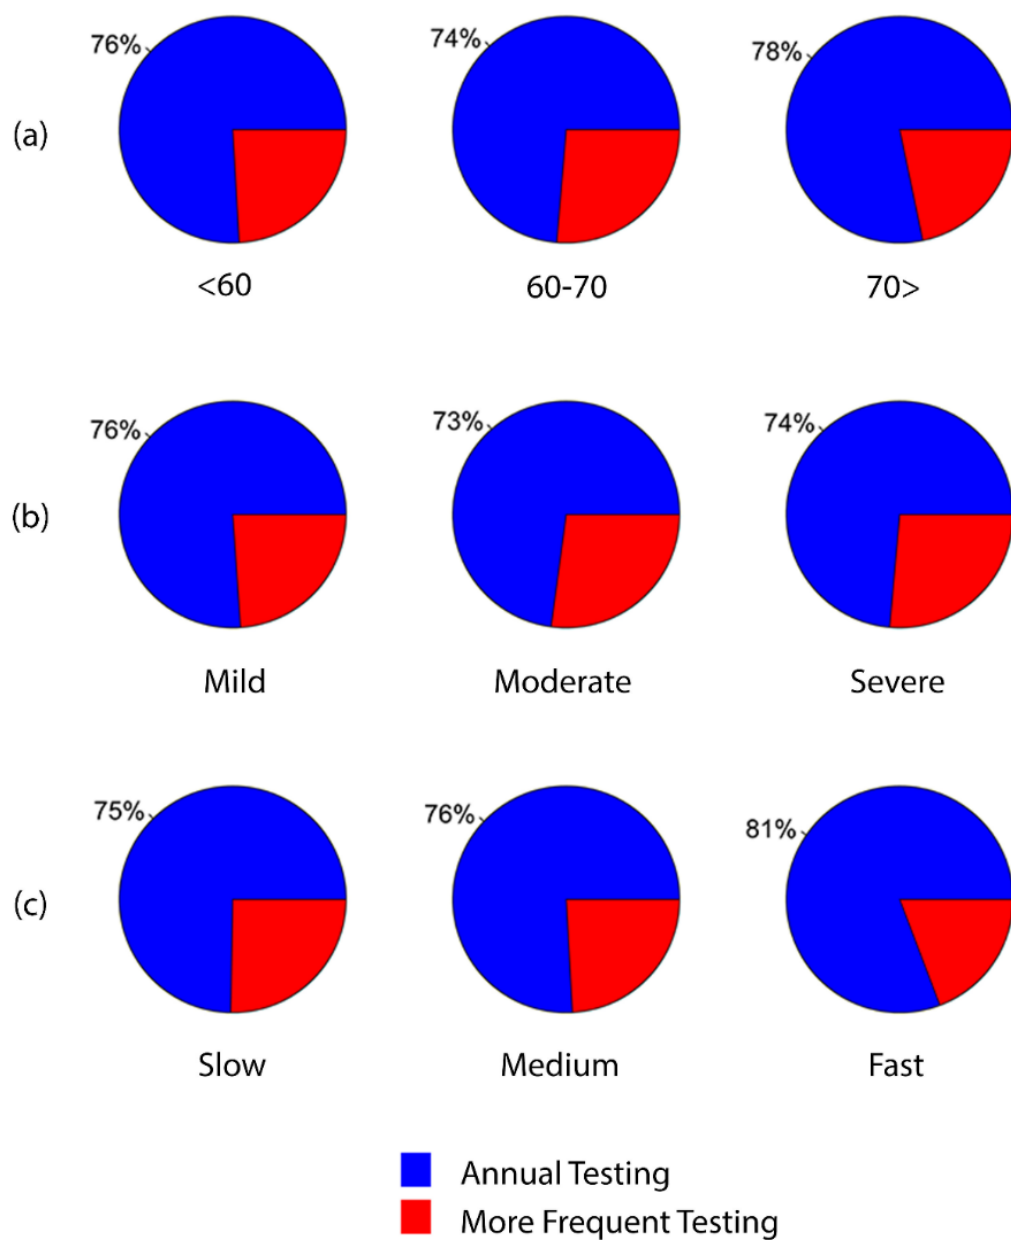 76%
74%
78%
(a)
<60
60-70
70>
76%
73%
74%
(b)
Mild
Moderate
Severe
75%
76%
81%
(c)
Slow
Medium
Fast
Annual Testing
More Frequent Testing